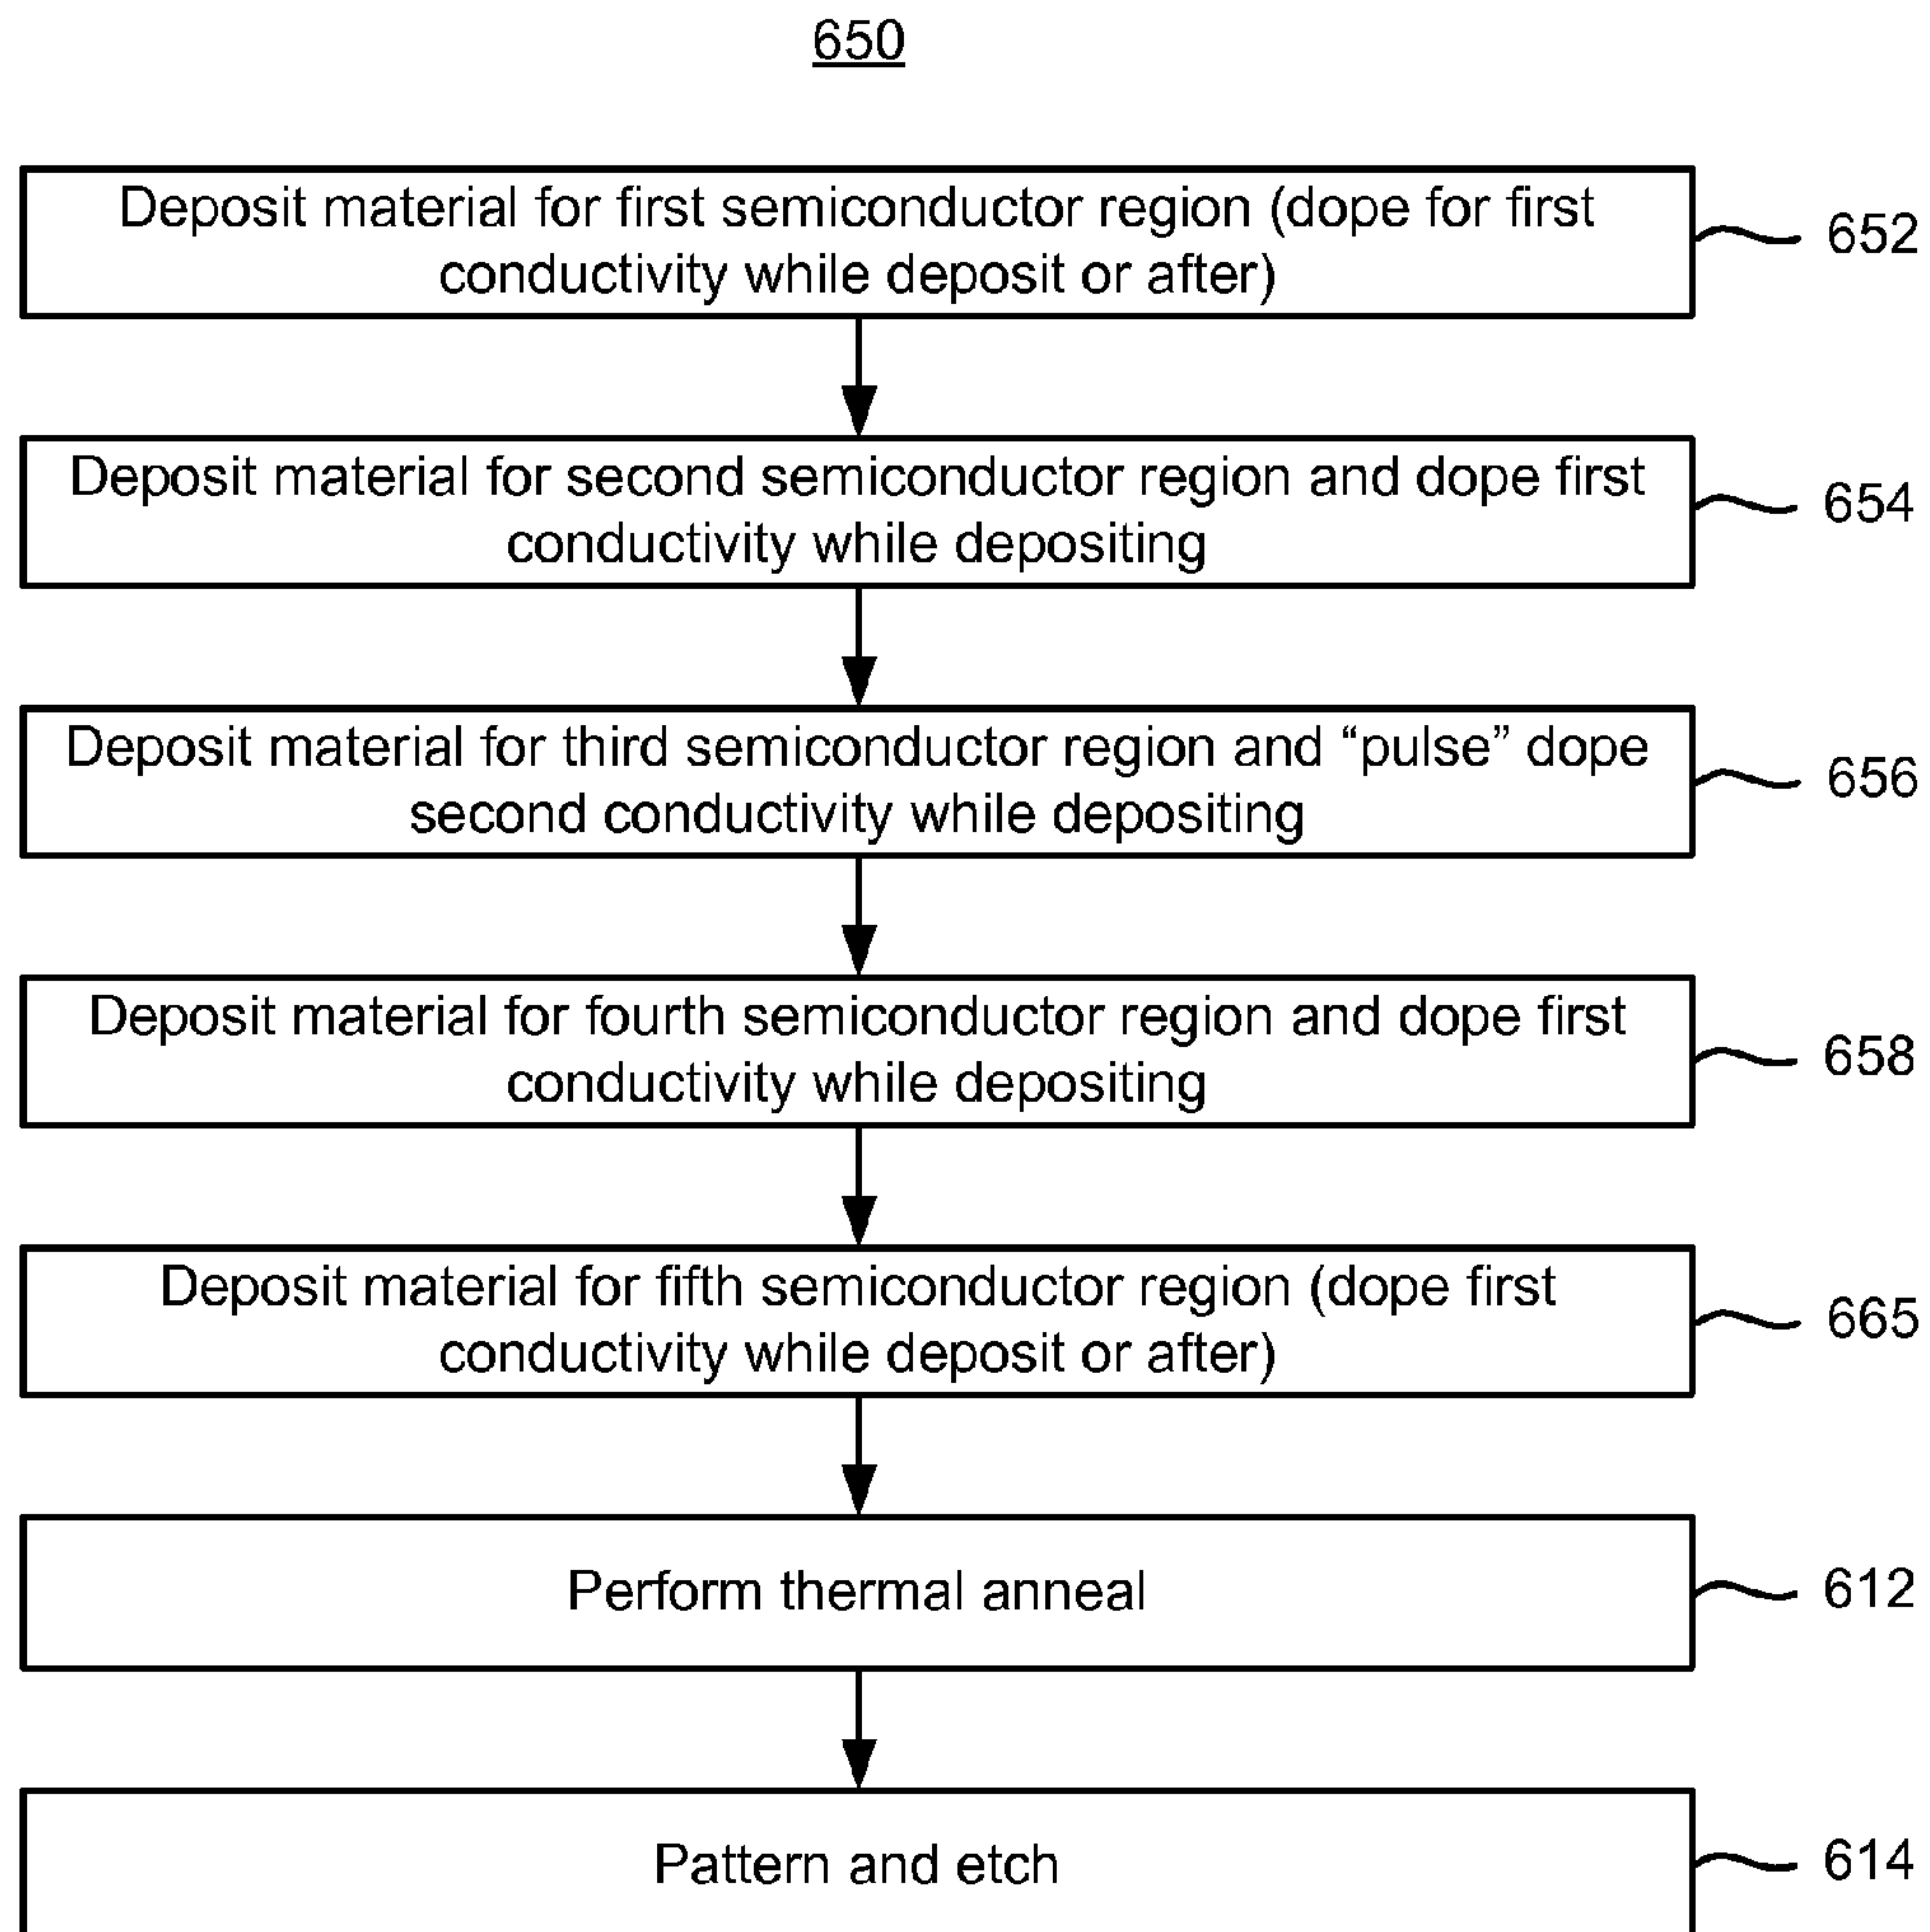 650
Deposit material for first semiconductor region (dope for first
conductivity while deposit or after)
652
Deposit material for second semiconductor region and dope first
conductivity while depositing
654
Deposit material for third semiconductor region and “pulse” dope
second conductivity while depositing
656
Deposit material for fourth semiconductor region and dope first
conductivity while depositing
658
Deposit material for fifth semiconductor region (dope first
conductivity while deposit or after)
665
Perform thermal anneal
612
Pattern and etch
614